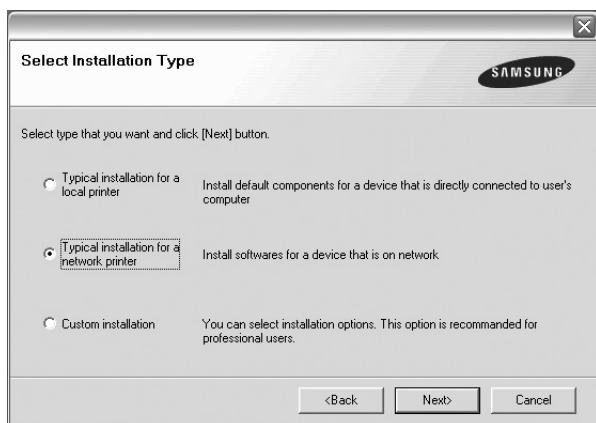 Select Installation Type
SAMSUNG
Select type that you want and click [Next] button.
Typical installation for a
local printer
Install default components for a device that is directly connected to user's
computer
Typical installation for a
network printer
Install softwares for a device that is on network
Custom installation
You can select installation options. This option is recommanded for
professional users.
<Back
Next>
Cancel